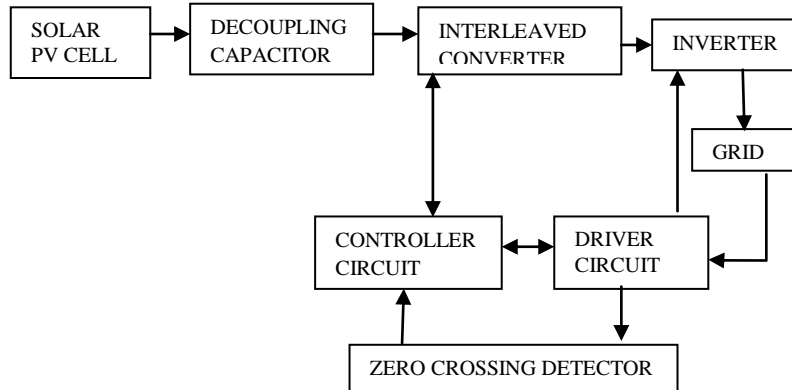 SOLAR
PV CELL
DECOUPLING
CAPACITOR
INTERLEAVED
CONVERTER
INVERTER
GRID
CONTROLLER
CIRCUIT
DRIVER
CIRCUIT
ZERO CROSSING DETECTOR